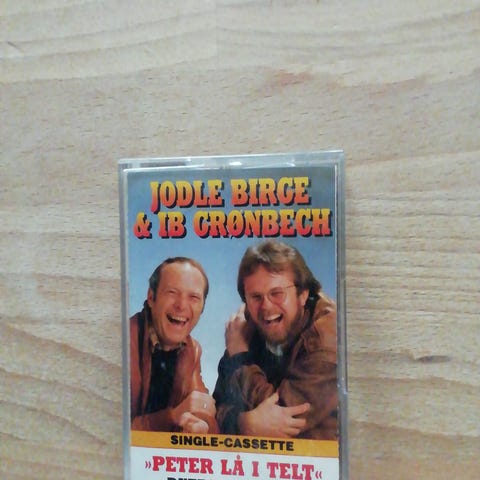 JODLE BIRGE
& IB GRØNBECH
SINGLE-CASSETTE
»PETER LÅ I TELT«